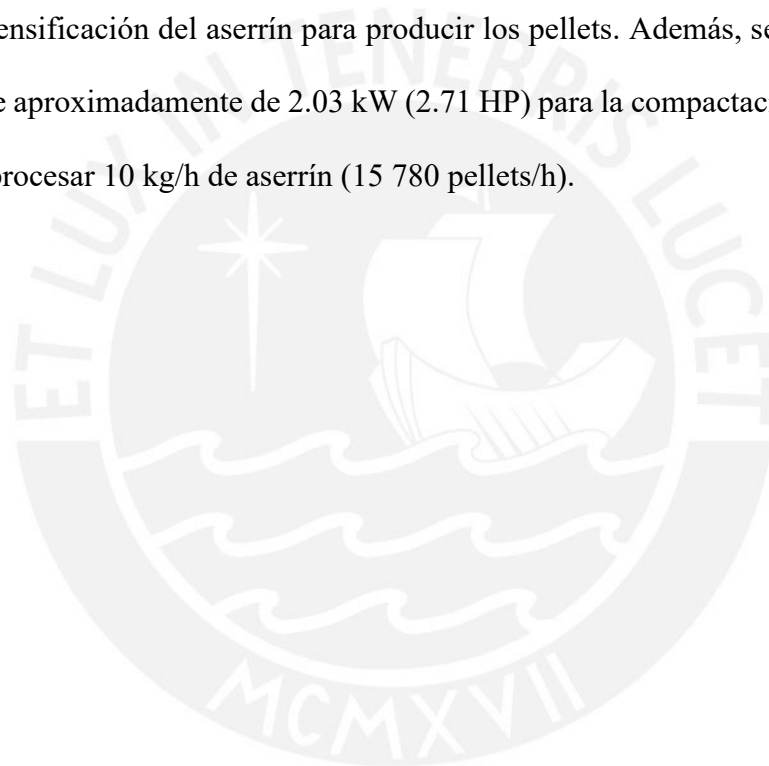 ensificación del aserrín para producir los pellets. Además, se
e aproximadamente de 2.03 kW (2.71 HP) para la compactac
procesar 10 kg/h de aserrín (15 780 pellets/h).
ET LUX IN TENEBRIS LUCET
MCMXVII